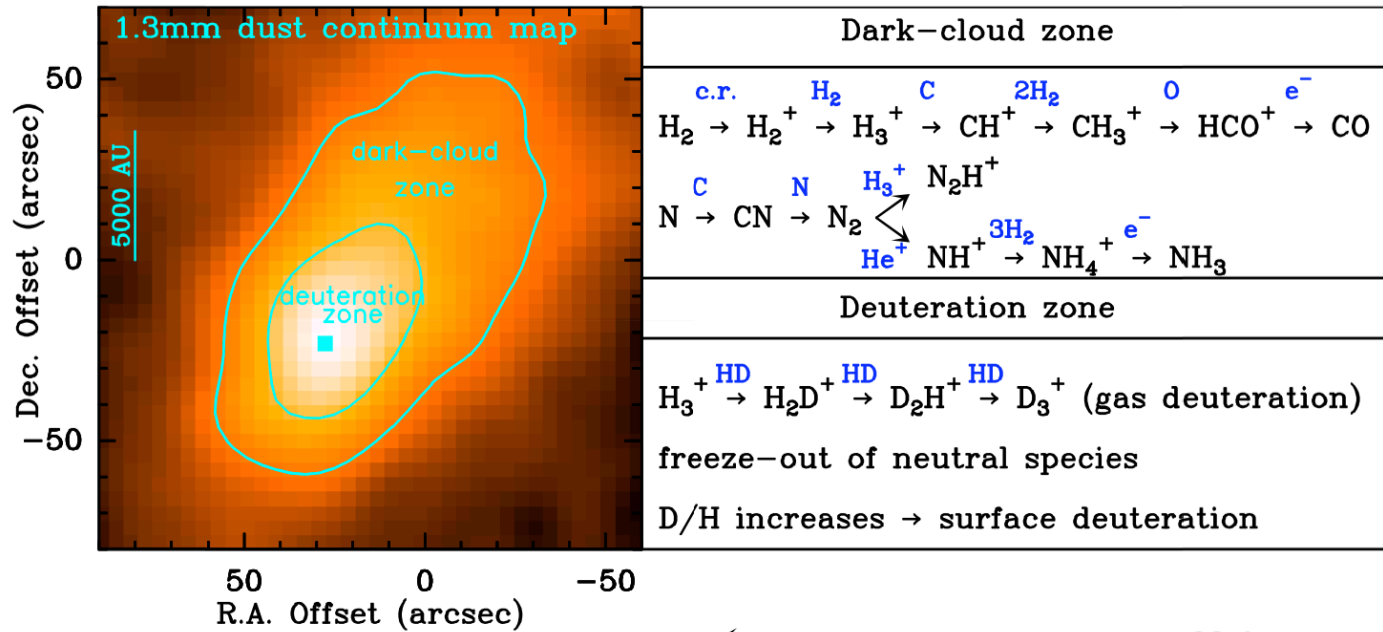 1.3mm dust continuum map
50
0
−50
Dec. Offset (arcsec)
5000 AU
dark−cloud
zone
deuteration
zone
50 0 −50
R.A. Offset (arcsec)
Dark−cloud zone
c.r. H₂ C 2H₂ O e⁻
H₂ → H₂⁺ → H₃⁺ → CH⁺ → CH₃⁺ → HCO⁺ → CO
C N H₃⁺ N₂H⁺
N → CN → N₂
He⁺ NH⁺ 3H₂ → NH₄⁺ e⁻ → NH₃
Deuteration zone
HD HD HD
H₃⁺ → H₂D⁺ → D₂H⁺ → D₃⁺ (gas deuteration)
freeze−out of neutral species
D/H increases → surface deuteration